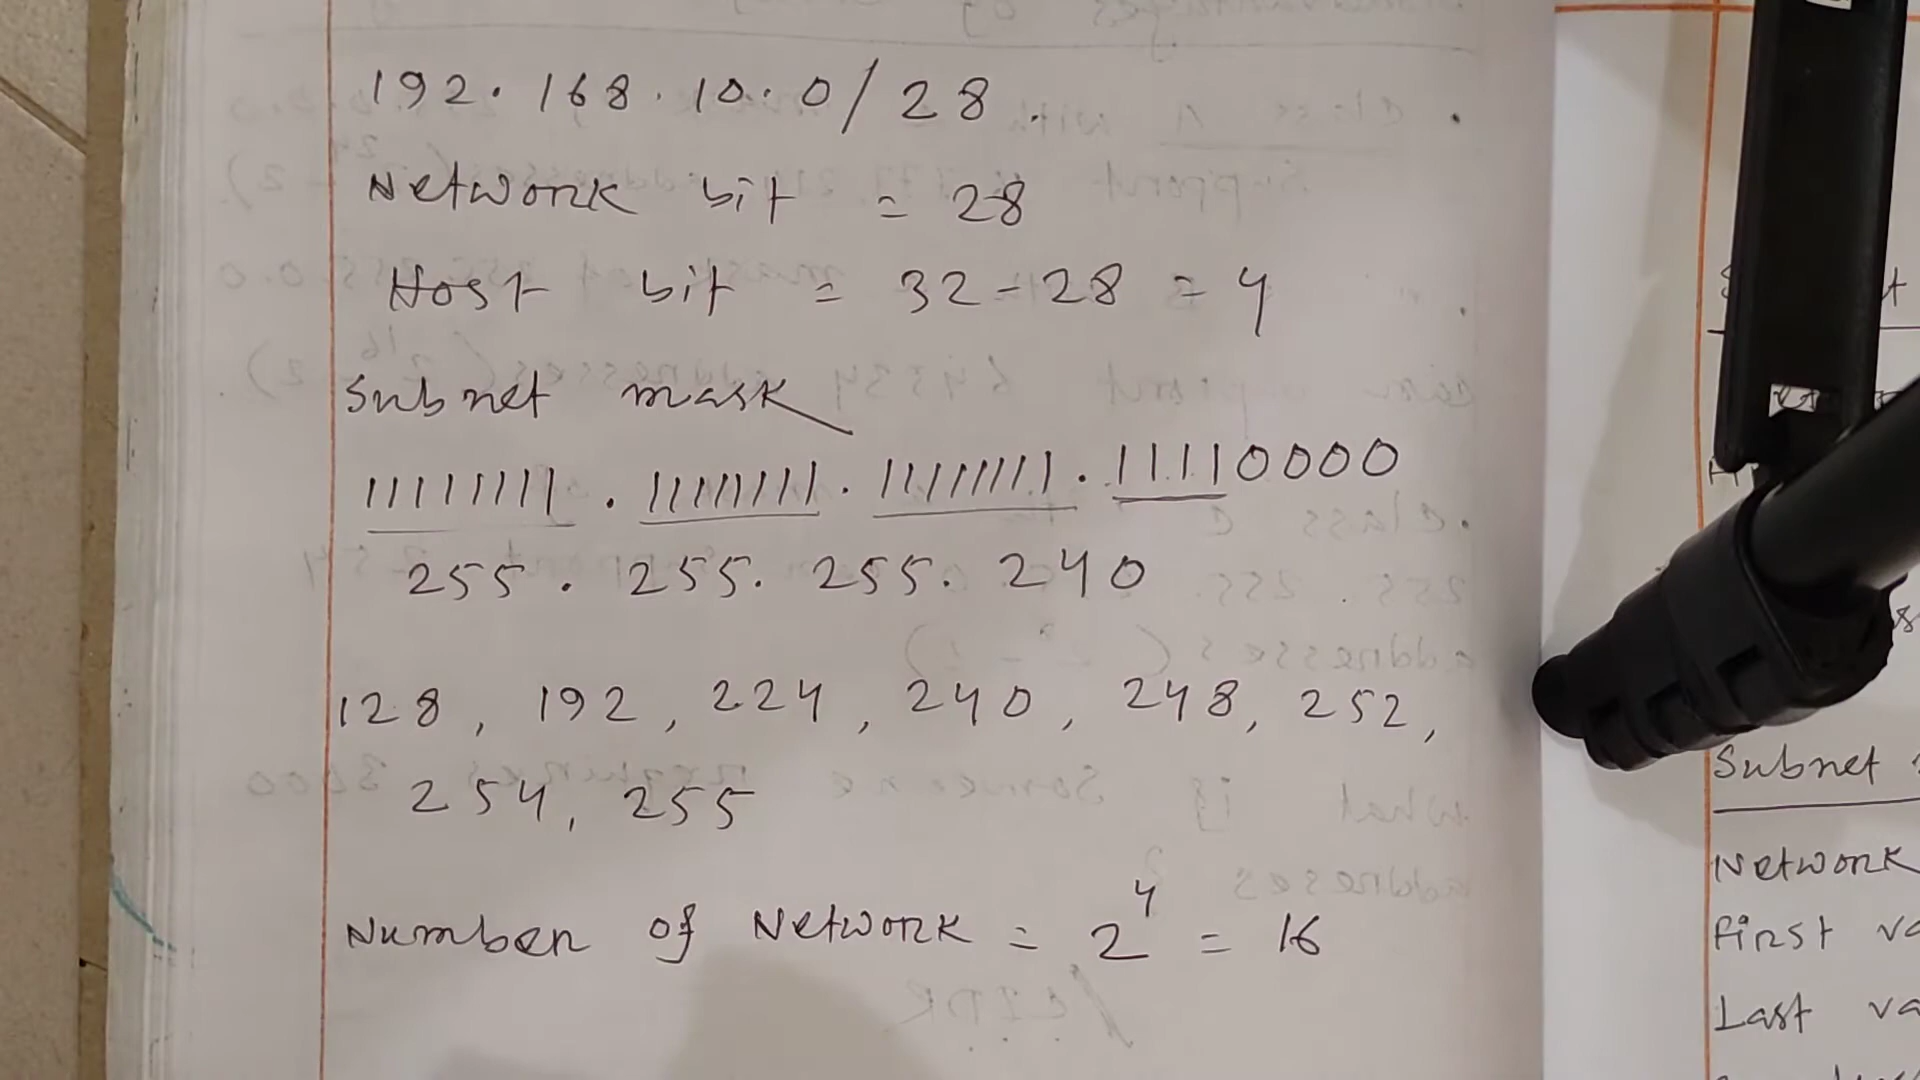 192.168.10.0/28.
Network bit = 28
Host bit = 32-28 = 4
Subnet mask
11111111.11111111.11111111.11110000
255.255.255.240
128, 192, 224, 240, 248, 252,
254, 255
Number of Network = 2⁴ = 16
Subnet
Network
First
Last